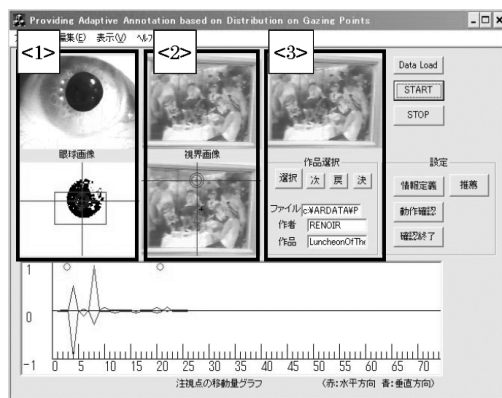 Providing Adaptive Annotation based on Distribution on Gazing Points
編集(E) 表示(V)
<1>
<2>
<3>
Data Load
START
STOP
眼球画像
視界画像
作品選択
選択 次 戻 決
ファイル c:¥ARDATA¥P
作者 RENOIR
作品 LuncheonOfThe
設定
情報定義 推薦
動作確認
確認終了
1
0
-1
0 5 10 15 20 25 30 35 40 45 50 55 60 65 70
注視点の移動量グラフ (赤:水平方向 青:垂直方向)